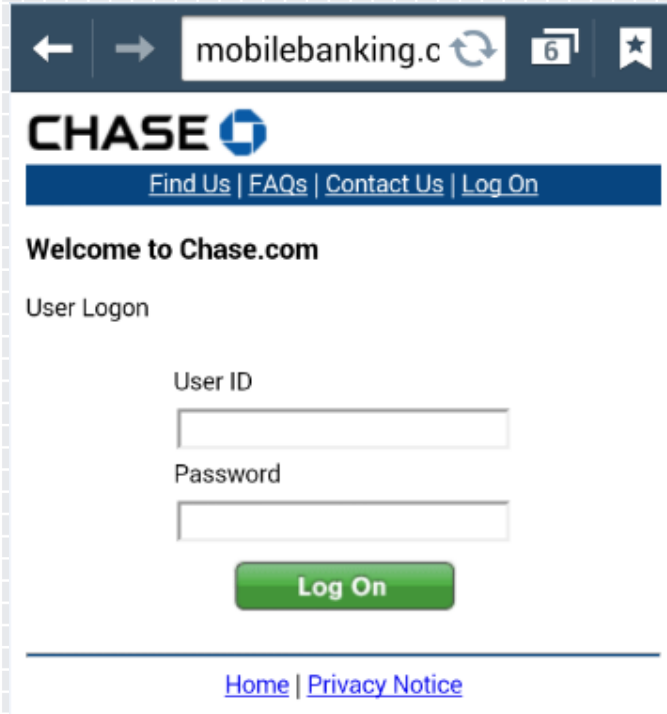 mobilebanking.c 6
CHASE
Find Us | FAQs | Contact Us | Log On
Welcome to Chase.com
User Logon
User ID
Password
Log On
Home | Privacy Notice